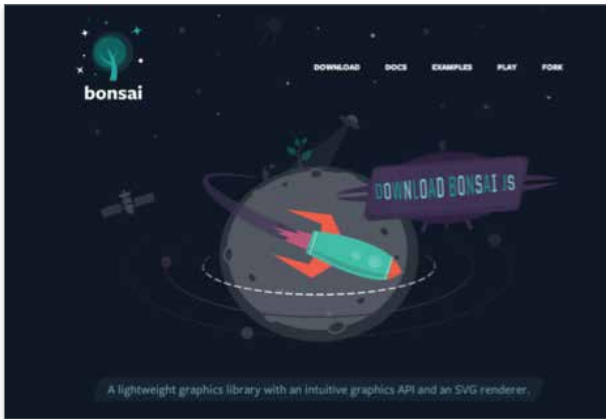 bonsai
DOWNLOAD DOCS EXAMPLES PLAY FORK
DOWNLOAD BONSAI JS
A lightweight graphics library with an intuitive graphics API and an SVG renderer.